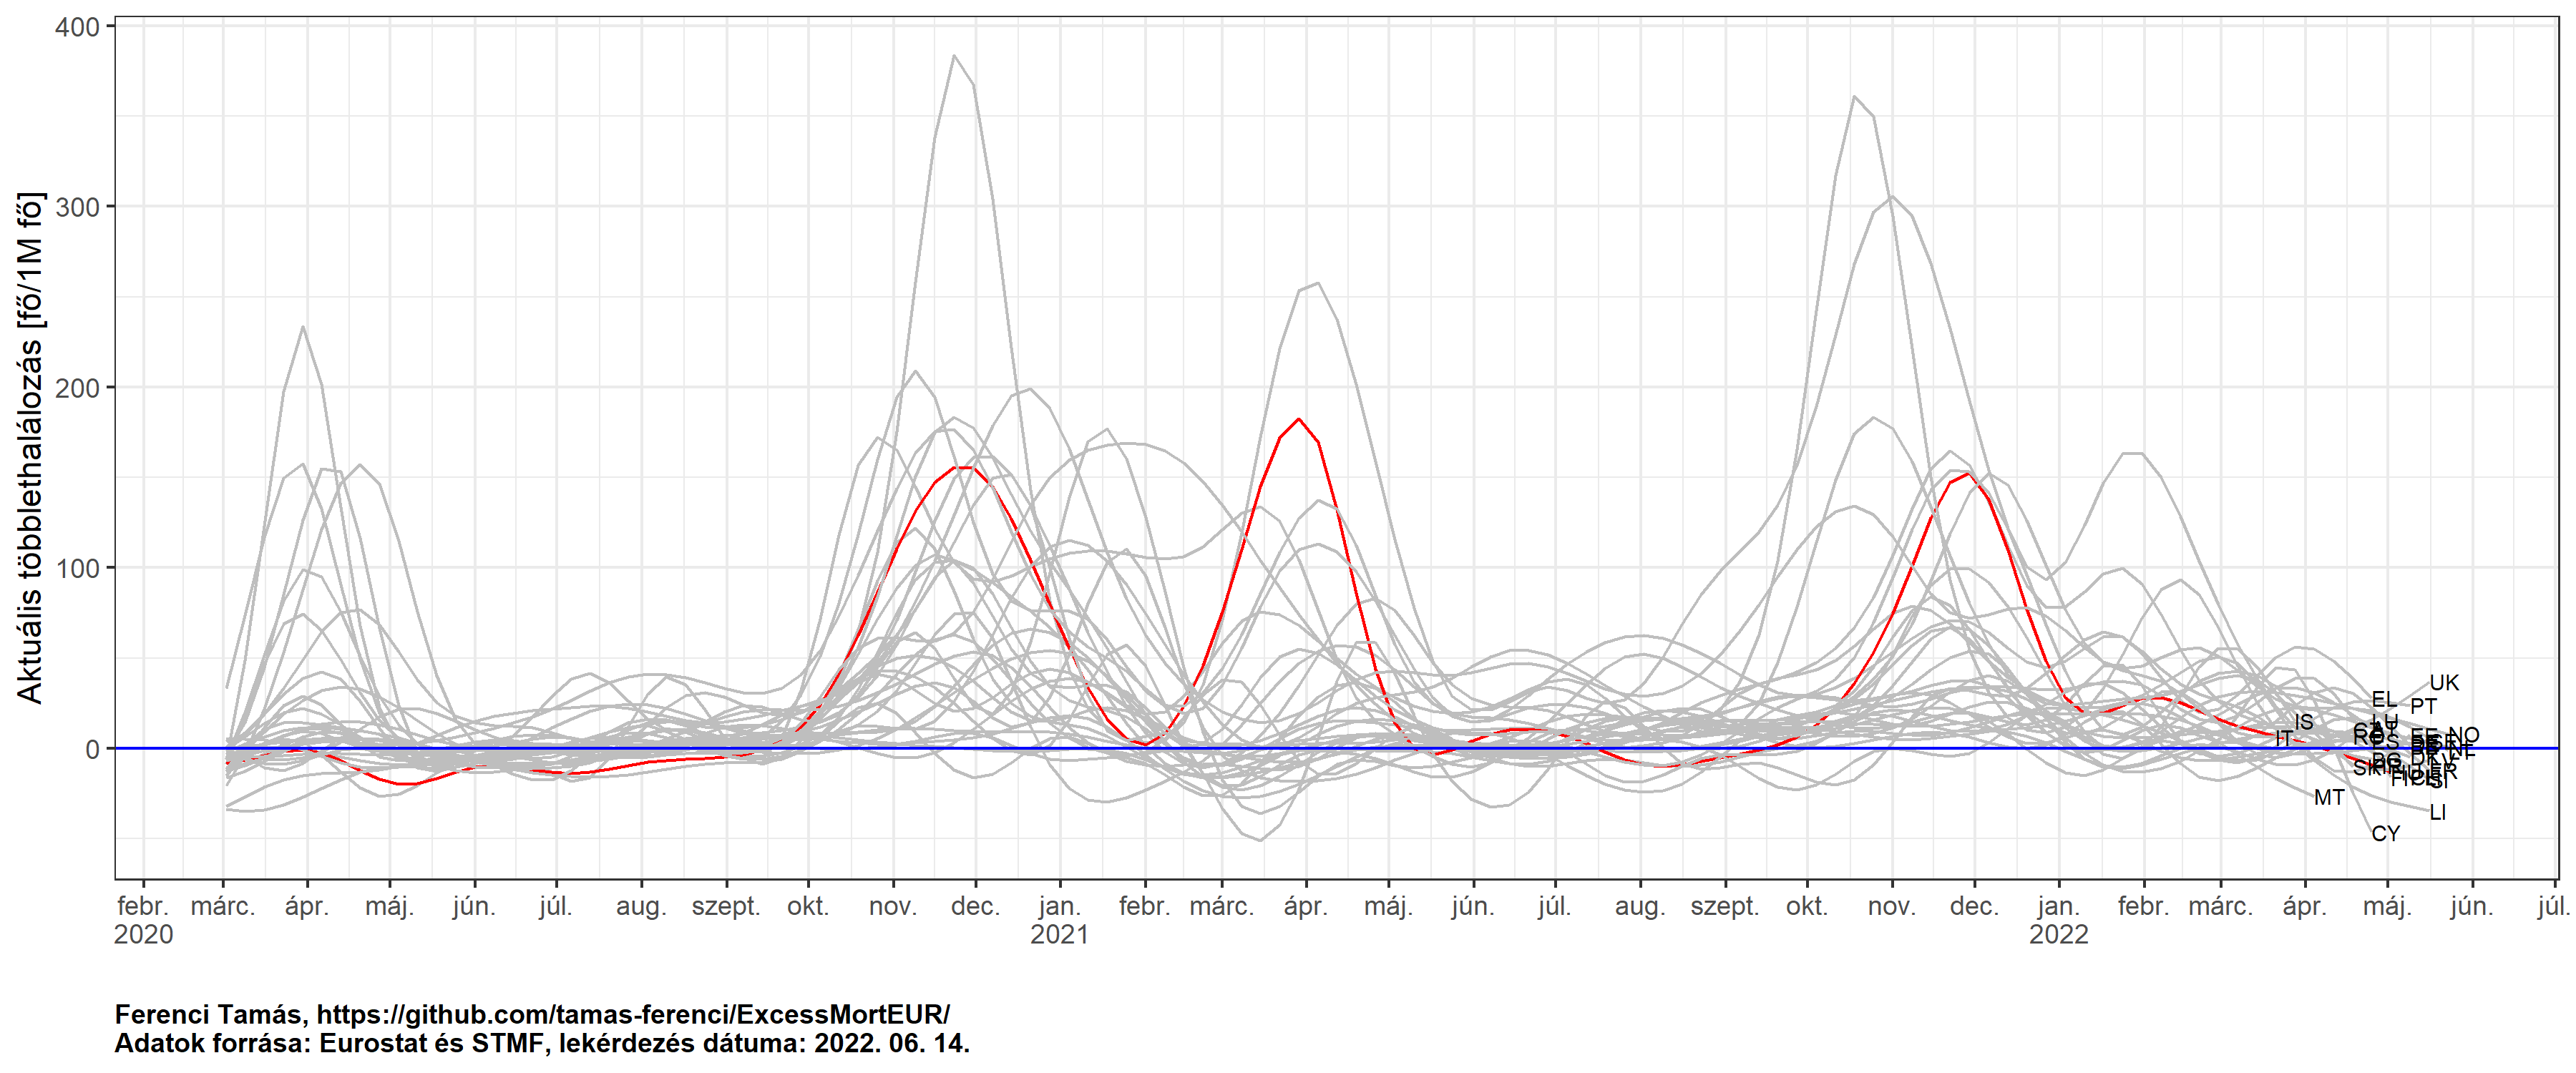 Aktuális többlethalálozás [fő/1M fő]
400
300
200
100
0
EL
UK
PT
LU
IS
IT
NO
MT
LI
CY
febr. márc. ápr. máj. jún. júl. aug. szept. okt. nov. dec. jan. febr. márc. ápr. máj. jún. júl. aug. szept. okt. nov. dec. jan. febr. márc. ápr. máj. jún. júl.
2020 2021 2022
Ferenci Tamás, https://github.com/tamas-ferenci/ExcessMortEUR/
Adatok forrása: Eurostat és STMF, lekérdezés dátuma: 2022. 06. 14.